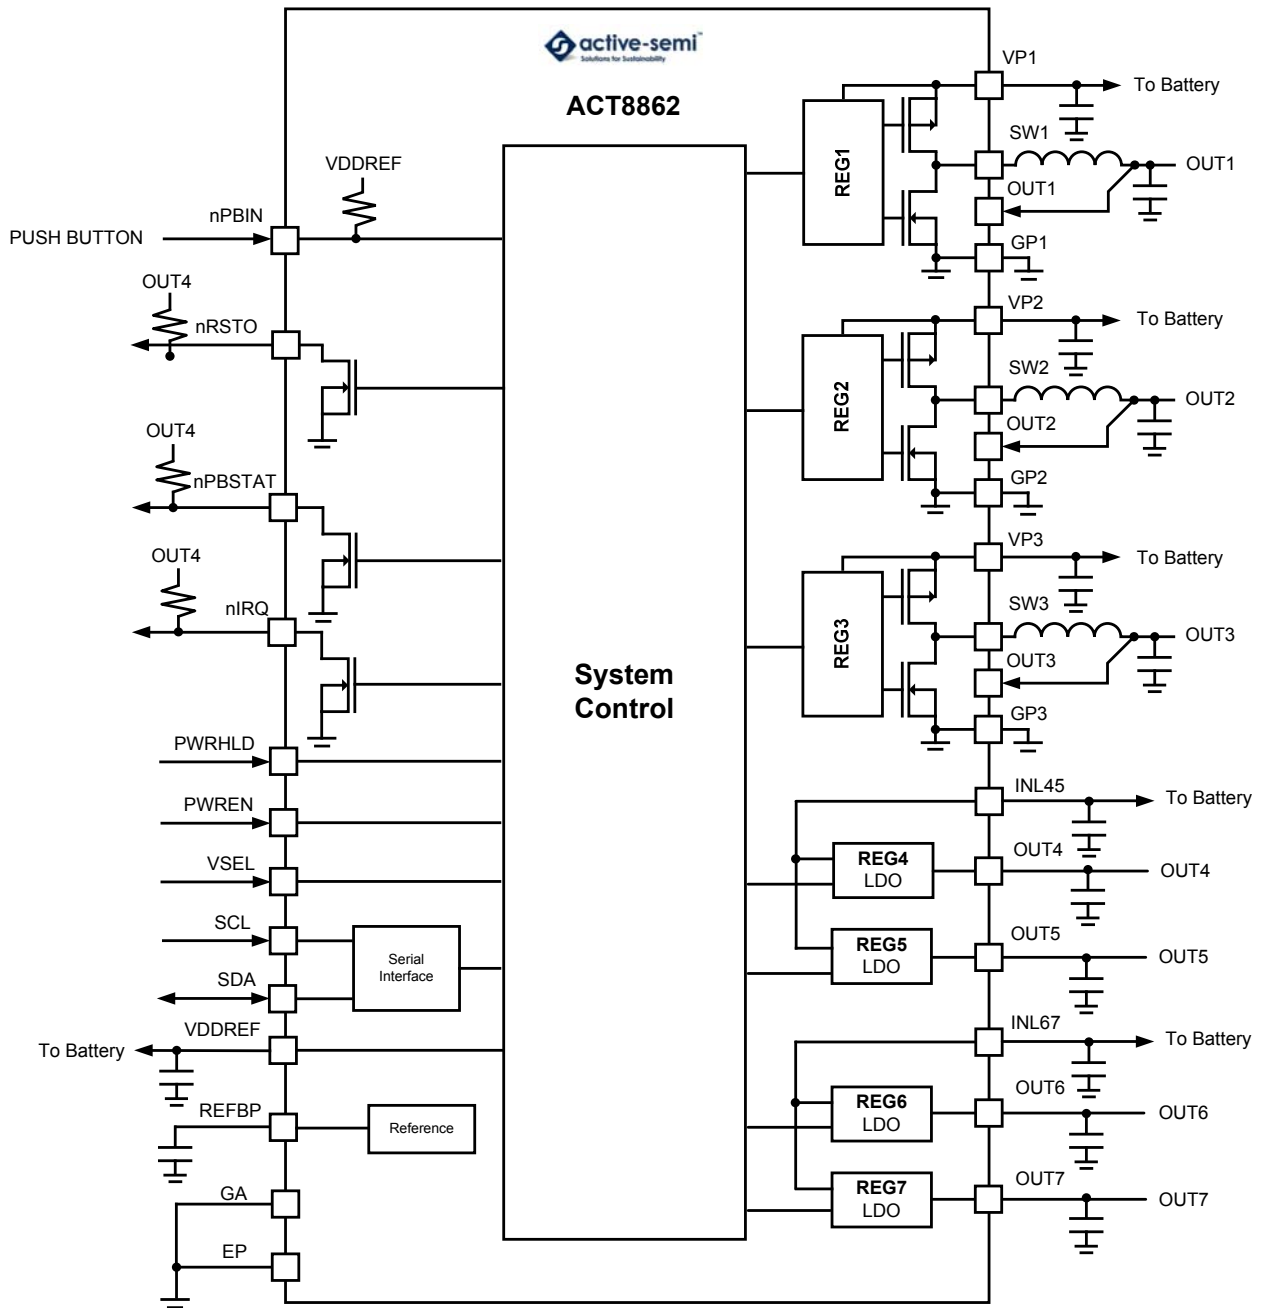 active-semi™
Solutions for Sustainability
ACT8862
VDDREF
nPBIN
PUSH BUTTON
OUT4
nRSTO
OUT4
nPBSTAT
OUT4
nIRQ
PWRHLD
PWREN
VSEL
SCL
SDA
Serial
Interface
VDDREF
To Battery
REFBP
Reference
GA
EP
System
Control
VP1
To Battery
REG1
SW1
OUT1
OUT1
GP1
VP2
To Battery
REG2
SW2
OUT2
OUT2
GP2
VP3
To Battery
REG3
SW3
OUT3
OUT3
GP3
INL45
To Battery
REG4
LDO
OUT4
OUT4
REG5
LDO
OUT5
OUT5
INL67
To Battery
REG6
LDO
OUT6
OUT6
REG7
LDO
OUT7
OUT7